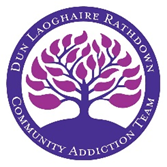 DUN LAOGHAIRE RATHDOWN
COMMUNITY ADDICTION TEAM